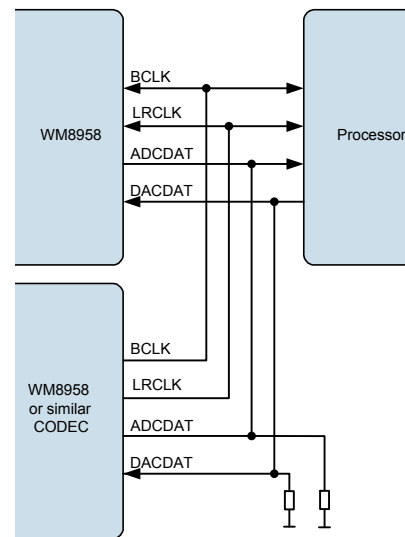 BCLK
LRCLK
WM8958
Processor
ADCDAT
DACDAT
BCLK
WM8958
or similar
CODEC
LRCLK
ADCDAT
DACDAT